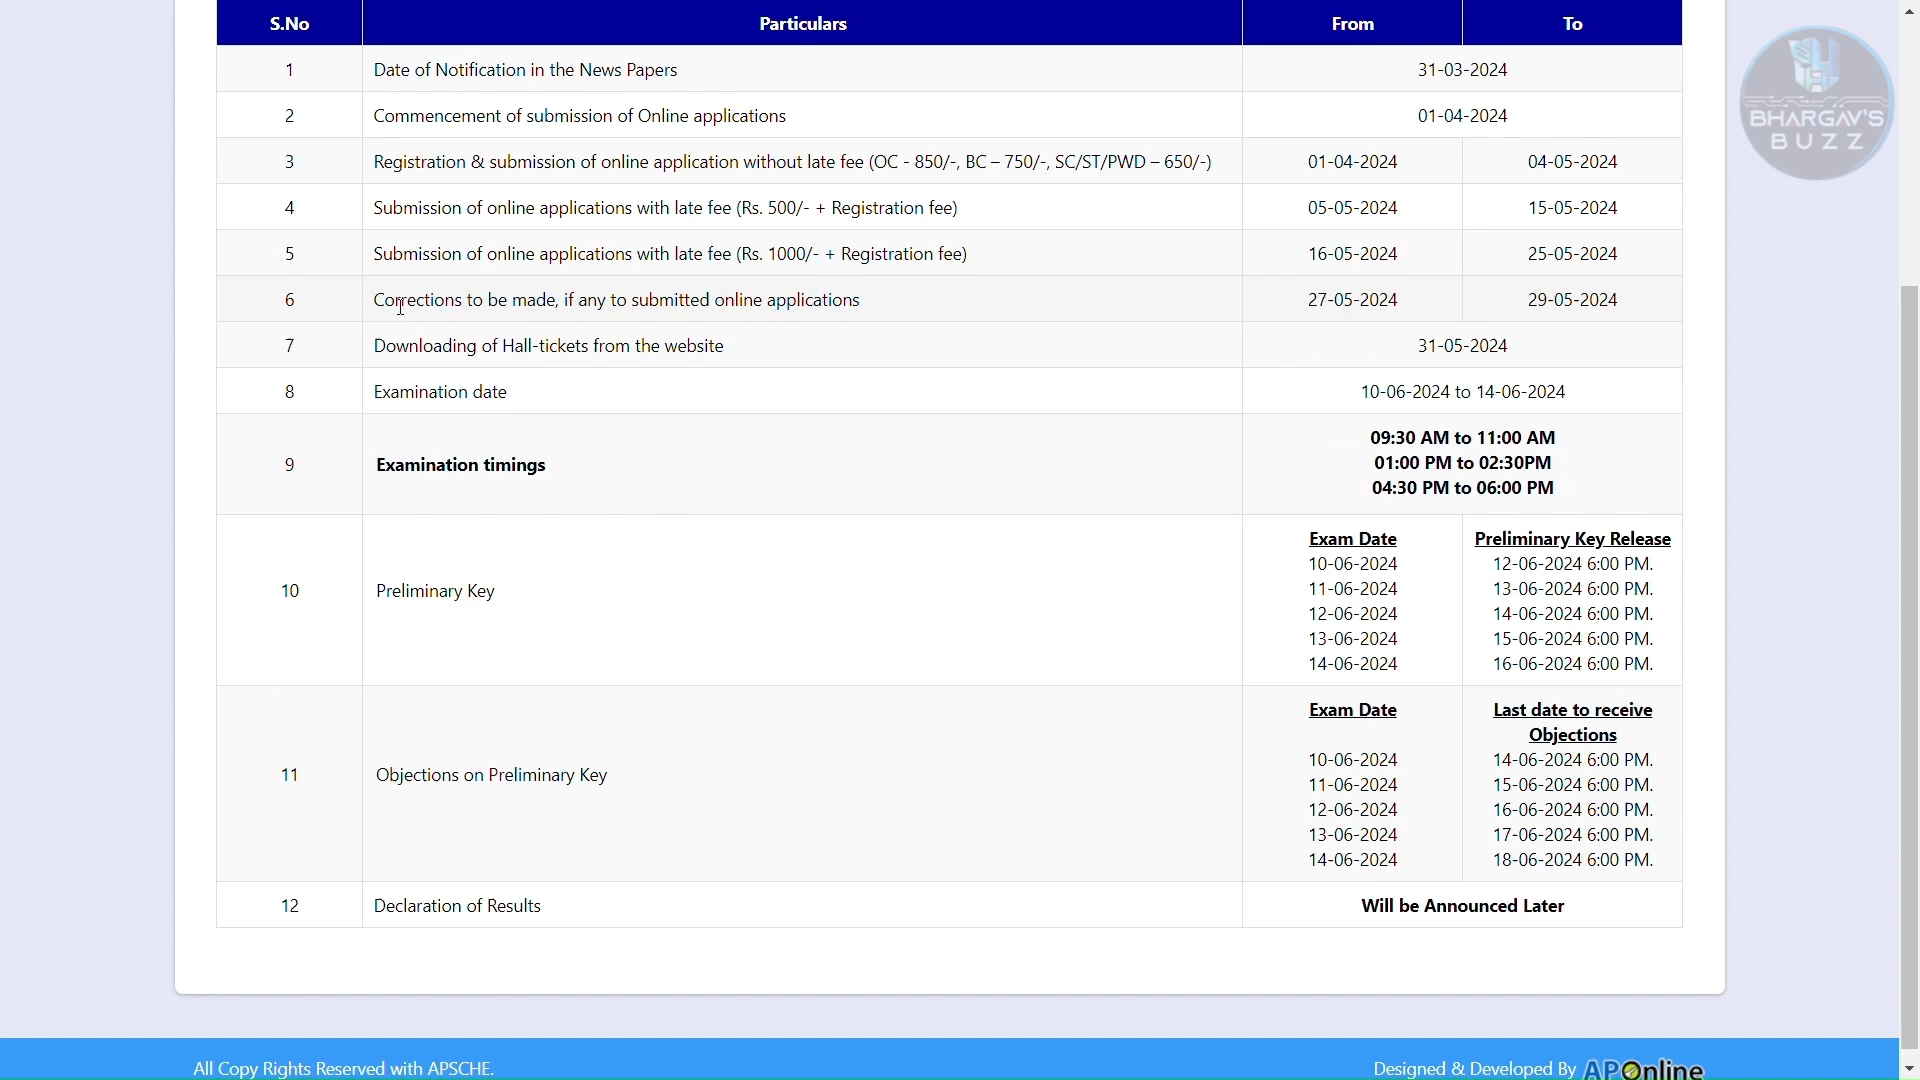 S.No Particulars From To
1 Date of Notification in the News Papers 31-03-2024
2 Commencement of submission of Online applications 01-04-2024
3 Registration & submission of online application without late fee (OC - 850/-, BC – 750/-, SC/ST/PWD – 650/-) 01-04-2024 04-05-2024
4 Submission of online applications with late fee (Rs. 500/- + Registration fee) 05-05-2024 15-05-2024
5 Submission of online applications with late fee (Rs. 1000/- + Registration fee) 16-05-2024 25-05-2024
6 Corrections to be made, if any to submitted online applications 27-05-2024 29-05-2024
7 Downloading of Hall-tickets from the website 31-05-2024
8 Examination date 10-06-2024 to 14-06-2024
9 Examination timings
09:30 AM to 11:00 AM
01:00 PM to 02:30PM
04:30 PM to 06:00 PM
10 Preliminary Key
Exam Date Preliminary Key Release
10-06-2024 12-06-2024 6:00 PM.
11-06-2024 13-06-2024 6:00 PM.
12-06-2024 14-06-2024 6:00 PM.
13-06-2024 15-06-2024 6:00 PM.
14-06-2024 16-06-2024 6:00 PM.
11 Objections on Preliminary Key
Exam Date Last date to receive
Objections
10-06-2024 14-06-2024 6:00 PM.
11-06-2024 15-06-2024 6:00 PM.
12-06-2024 16-06-2024 6:00 PM.
13-06-2024 17-06-2024 6:00 PM.
14-06-2024 18-06-2024 6:00 PM.
12 Declaration of Results Will be Announced Later
All Copy Rights Reserved with APSCHE. Designed & Developed By APOnline
BHARGAV'S
BUZZ